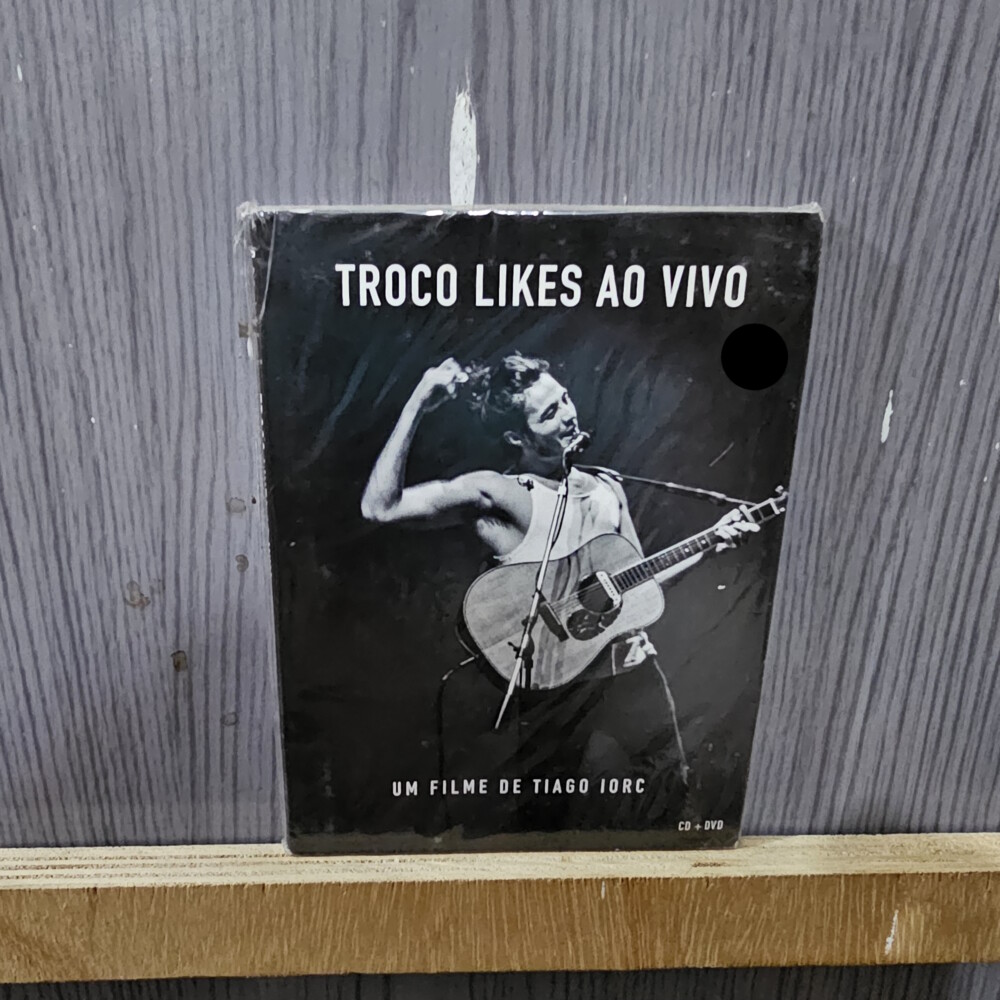 TROCO LIKES AO VIVO
UM FILME DE TIAGO IORC
CD + DVD